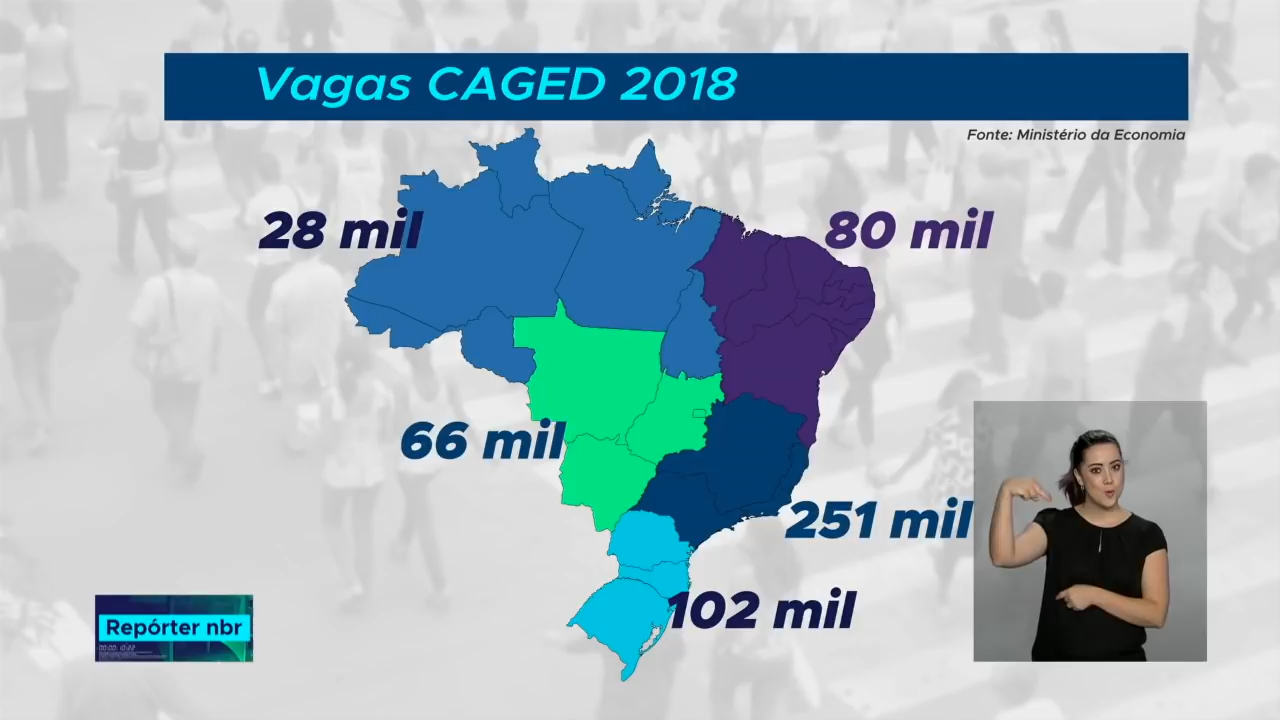 Vagas CAGED 2018
Fonte: Ministério da Economia
28 mil
80 mil
66 mil
251 mil
102 mil
Repórter nbr